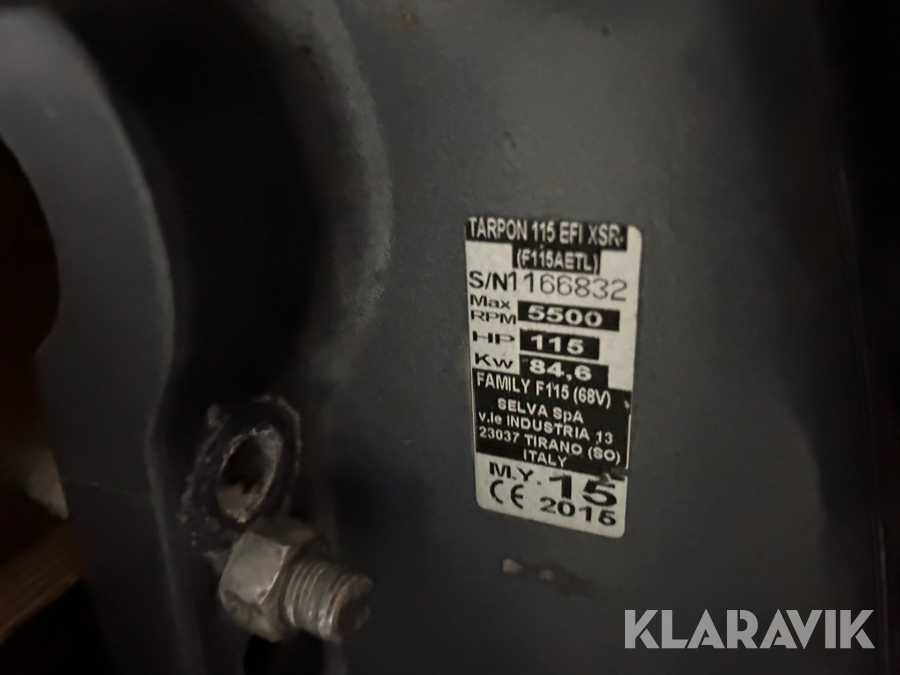 TARPON 115 EFI XSR-
(F115AETL)
S/N1166832
Max
RPM 5500
HP 115
Kw 84,6
FAMILY F115 (68V)
SELVA SpA
v.le INDUSTRIA 13
23037 TIRANO (SO)
ITALY
M.Y. 15
CE 2015
KLARAVIK